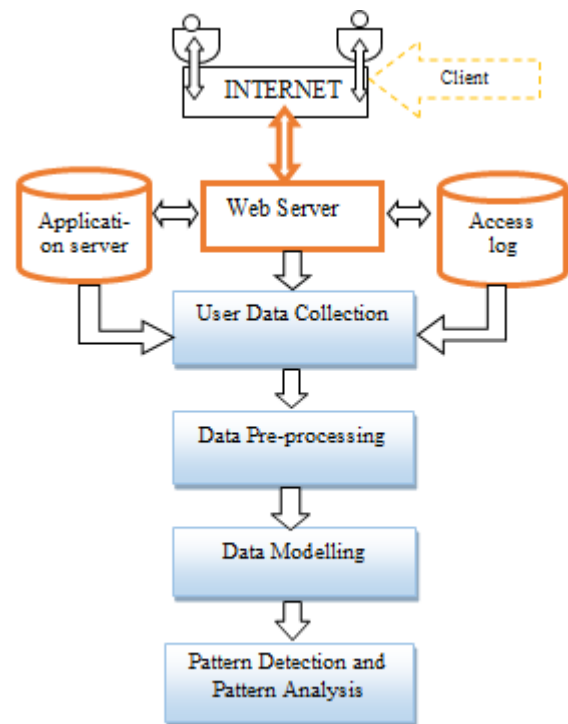 INTERNET
Client
Applicati-
on server
Web Server
Access
log
User Data Collection
Data Pre-processing
Data Modelling
Pattern Detection and
Pattern Analysis